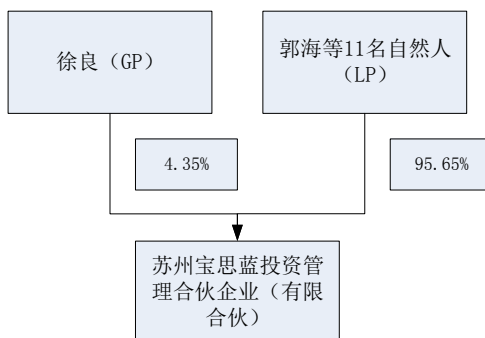 徐良（GP）
郭海等11名自然人
（LP）
4.35%
95.65%
苏州宝思蓝投资管
理合伙企业（有限
合伙）